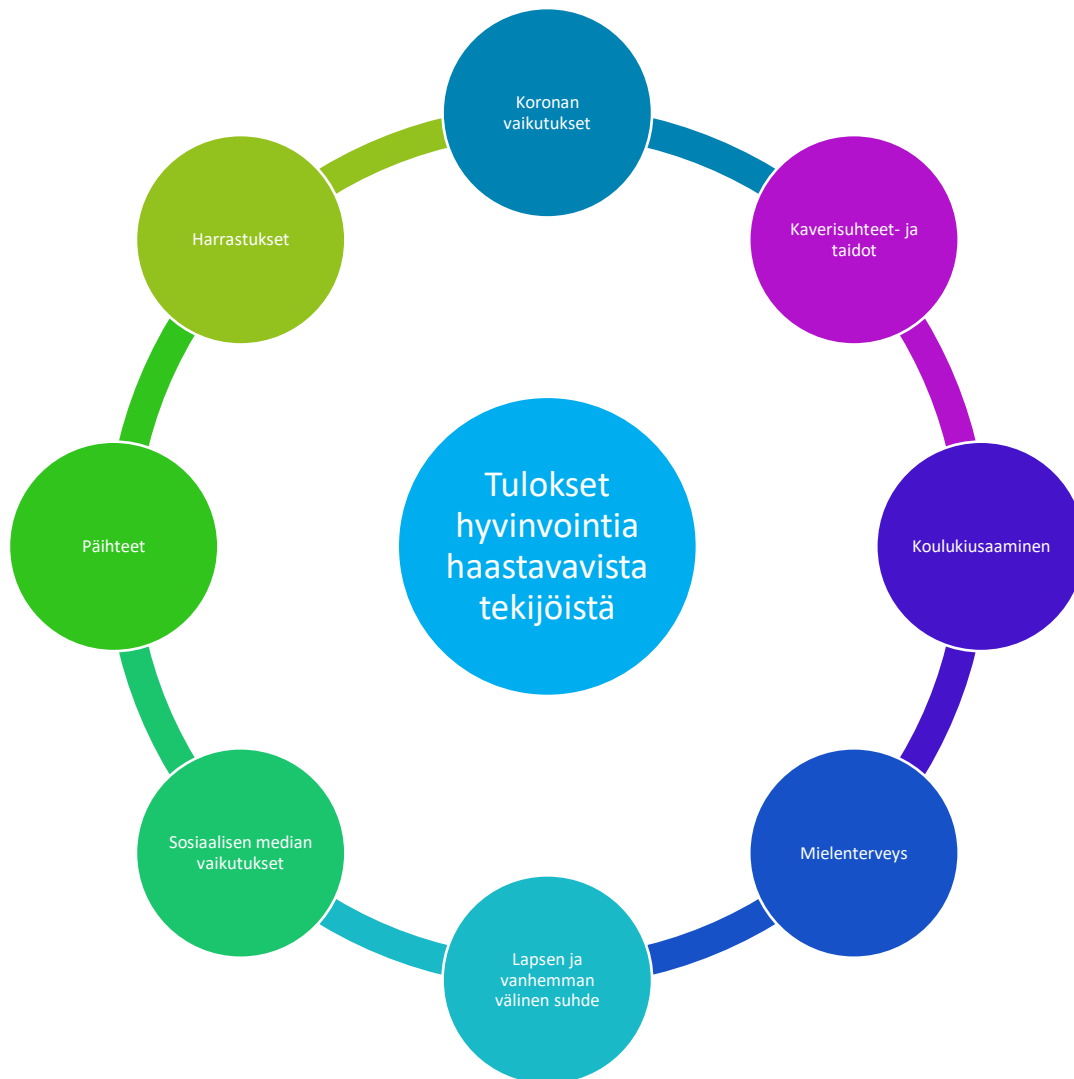 Koronan
vaikutukset
Kaverisuhteet- ja
taidot
Koulukiusaaminen
Mielenterveys
Lapsen ja
vanhemman
välinen suhde
Sosiaalisen median
vaikutukset
Päihteet
Harrastukset
Tulokset
hyvinvointia
haastavavista
tekijöistä